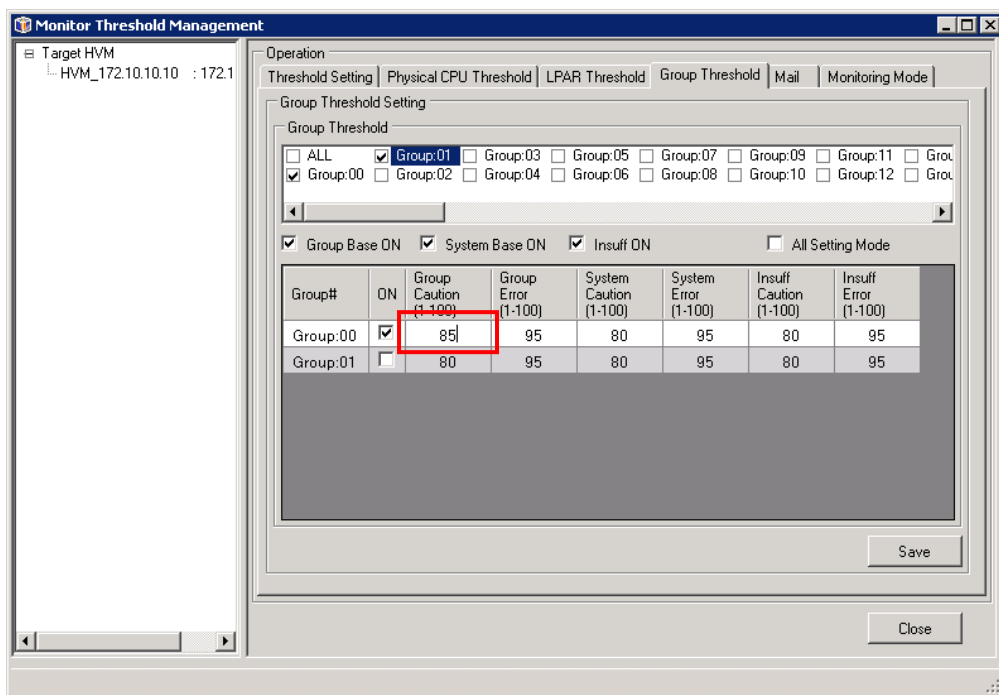 Monitor Threshold Management
Target HVM
HVM_172.10.10.10 : 172.1
Operation
Threshold Setting Physical CPU Threshold LPAR Threshold Group Threshold Mail Monitoring Mode
Group Threshold Setting
Group Threshold
ALL Group:01 Group:03 Group:05 Group:07 Group:09 Group:11
Group:00 Group:02 Group:04 Group:06 Group:08 Group:10 Group:12
Group Base ON System Base ON Insuff ON All Setting Mode
Group# ON Group Caution (1-100) Group Error (1-100) System Caution (1-100) System Error (1-100) Insuff Caution (1-100) Insuff Error (1-100)
Group:00 85 95 80 95 80 95
Group:01 80 95 80 95 80 95
Save
Close